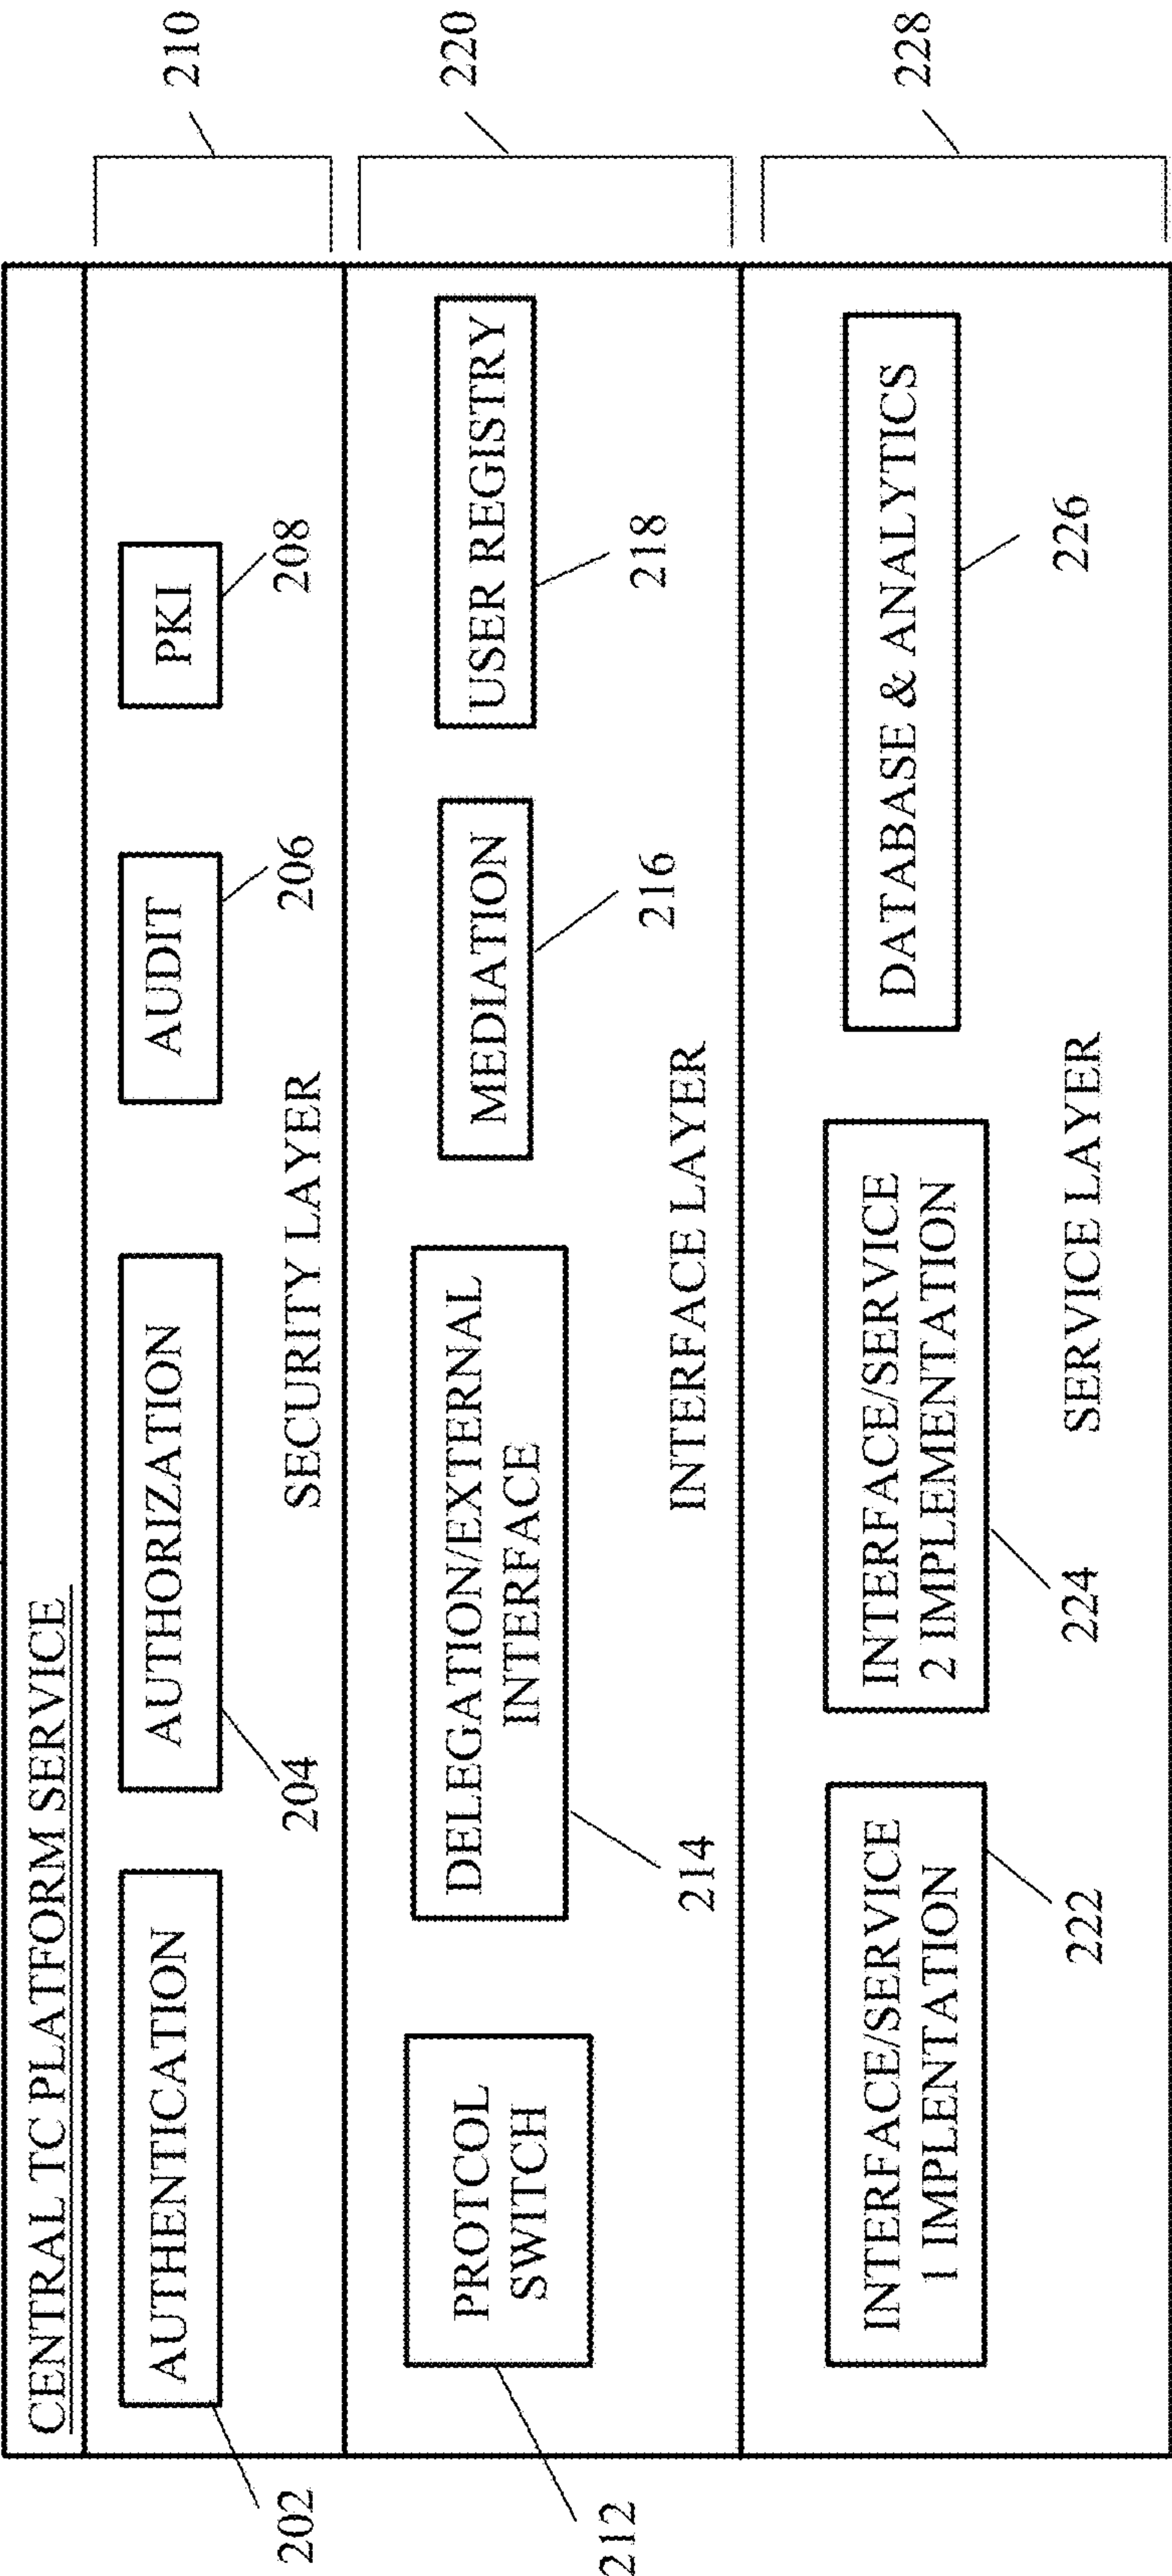 CENTRAL TC PLATFORM SERVICE
AUTHENTICATION
AUTHORIZATION
AUDIT
PKI
202
204
206
208
210
SECURITY LAYER
PROTCOL
SWITCH
DELEGATION/EXTERNAL
INTERFACE
MEDIATION
USER REGISTRY
212
214
216
218
220
INTERFACE LAYER
INTERFACE/SERVICE
1 IMPLENTATION
INTERFACE/SERVICE
2 IMPLEMENTATION
DATABASE & ANALYTICS
222
224
226
228
SERVICE LAYER